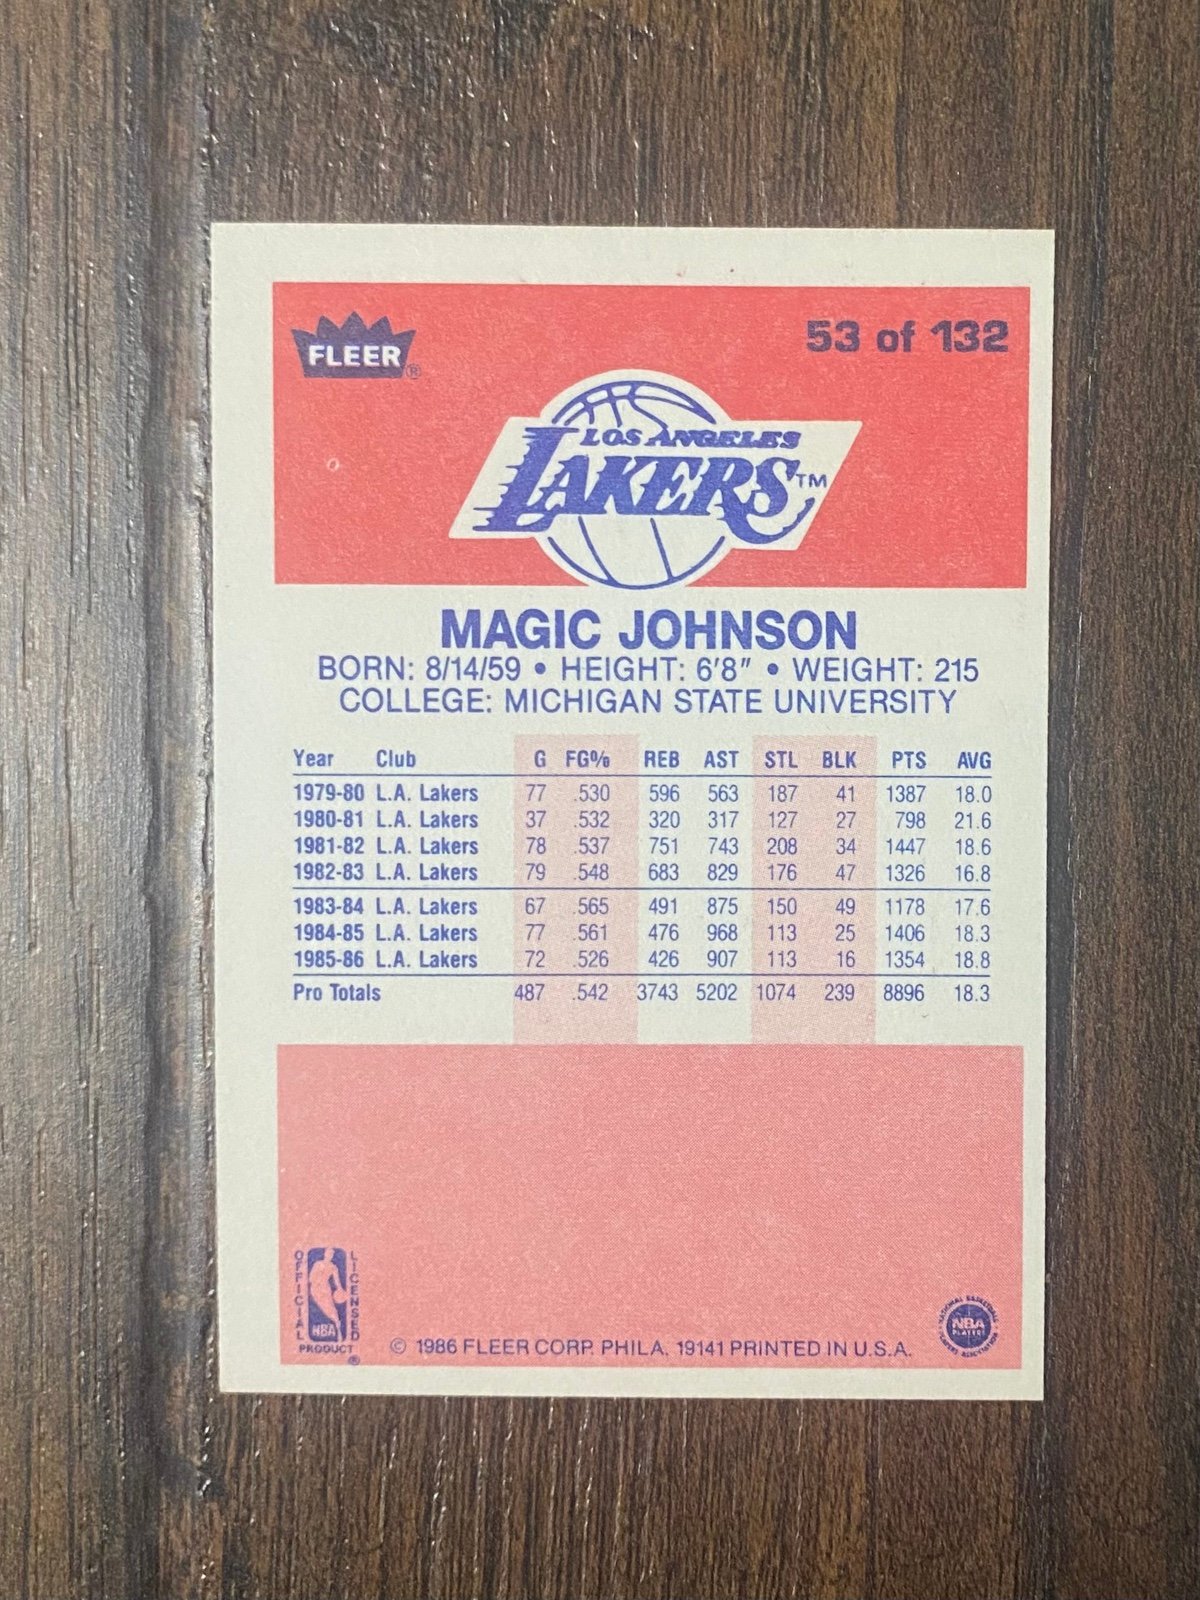 FLEER®
53 of 132
LOS ANGELES
LAKERS™
MAGIC JOHNSON
BORN: 8/14/59 • HEIGHT: 6'8" • WEIGHT: 215
COLLEGE: MICHIGAN STATE UNIVERSITY
Year Club G FG% REB AST STL BLK PTS AVG
1979-80 L.A. Lakers 77 .530 596 563 187 41 1387 18.0
1980-81 L.A. Lakers 37 .532 320 317 127 27 798 21.6
1981-82 L.A. Lakers 78 .537 751 743 208 34 1447 18.6
1982-83 L.A. Lakers 79 .548 683 829 176 47 1326 16.8
1983-84 L.A. Lakers 67 .565 491 875 150 49 1178 17.6
1984-85 L.A. Lakers 77 .561 476 968 113 25 1406 18.3
1985-86 L.A. Lakers 72 .526 426 907 113 16 1354 18.8
Pro Totals 487 .542 3743 5202 1074 239 8896 18.3
OFFICIAL
LICENSED
NBA
PRODUCT®
© 1986 FLEER CORP. PHILA. 19141 PRINTED IN U.S.A.
NATIONAL BASKETBALL
NBA
PLAYERS
PLAYERS ASSOCIATION